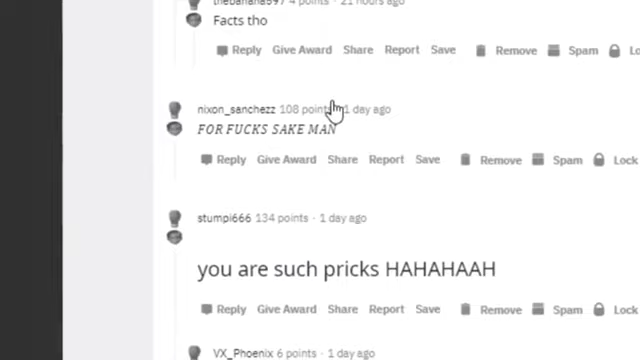 thebanana597 4 points · 21 hours ago
Facts tho
Reply Give Award Share Report Save Remove Spam Lo
nixon_sanchezz 108 points 1 day ago
FOR FUCKS SAKE MAN
Reply Give Award Share Report Save Remove Spam Lock
stumpi666 134 points · 1 day ago
you are such pricks HAHAHAAH
Reply Give Award Share Report Save Remove Spam Lock
VX_Phoenix 6 points · 1 day ago